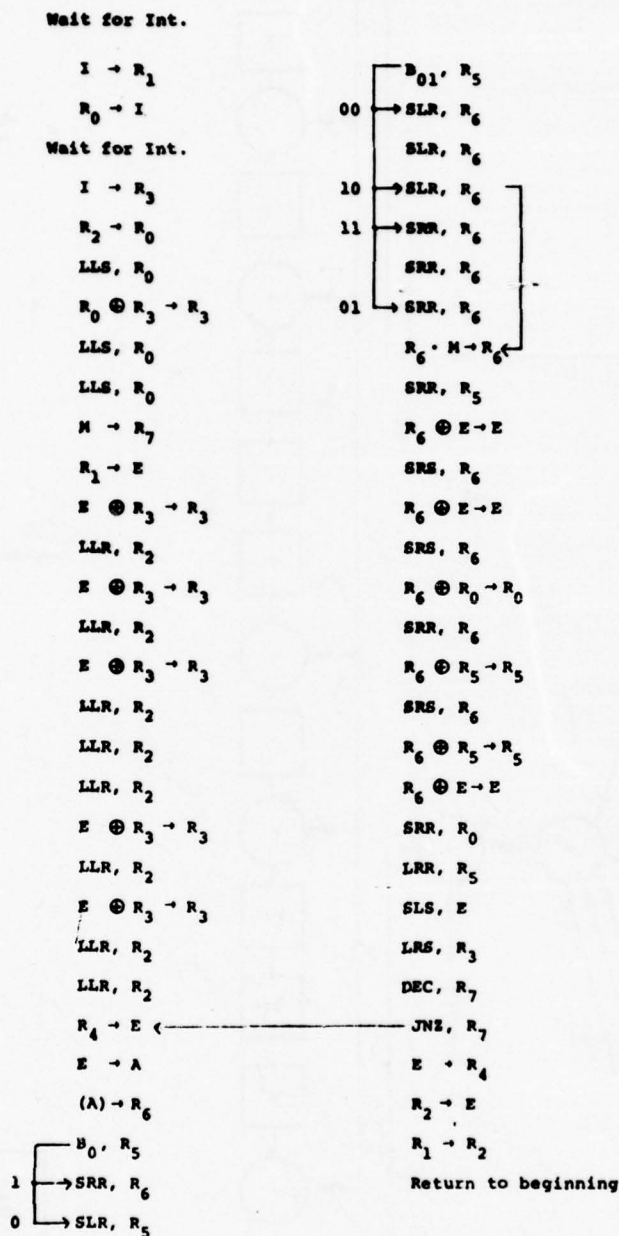 Wait for Int.
I → R1
R0 → I
Wait for Int.
I → R3
R2 → R0
LLS, R0
R0 ⊕ R3 → R3
LLS, R0
LLS, R0
M → R7
R1 → E
E ⊕ R3 → R3
LLR, R2
E ⊕ R3 → R3
LLR, R2
E ⊕ R3 → R3
LLR, R2
LLR, R2
LLR, R2
E ⊕ R3 → R3
LLR, R2
E ⊕ R3 → R3
LLR, R2
LLR, R2
R4 → E
E → A
(A) → R6
B0, R5
1 SRR, R6
0 SLR, R5
B01, R5
00 SLR, R6
SLR, R6
10 SLR, R6
11 SRR, R6
SRR, R6
01 SRR, R6
R6 · M → R6
SRR, R5
R6 ⊕ E → E
SRS, R6
R6 ⊕ E → E
SRS, R6
R6 ⊕ R0 → R0
SRR, R6
R6 ⊕ R5 → R5
SRS, R6
R6 ⊕ R5 → R5
R6 ⊕ E → E
SRR, R0
LRR, R5
SLS, E
LRS, R3
DEC, R7
JNZ, R7
E → R4
R2 → E
R1 → R2
Return to beginning